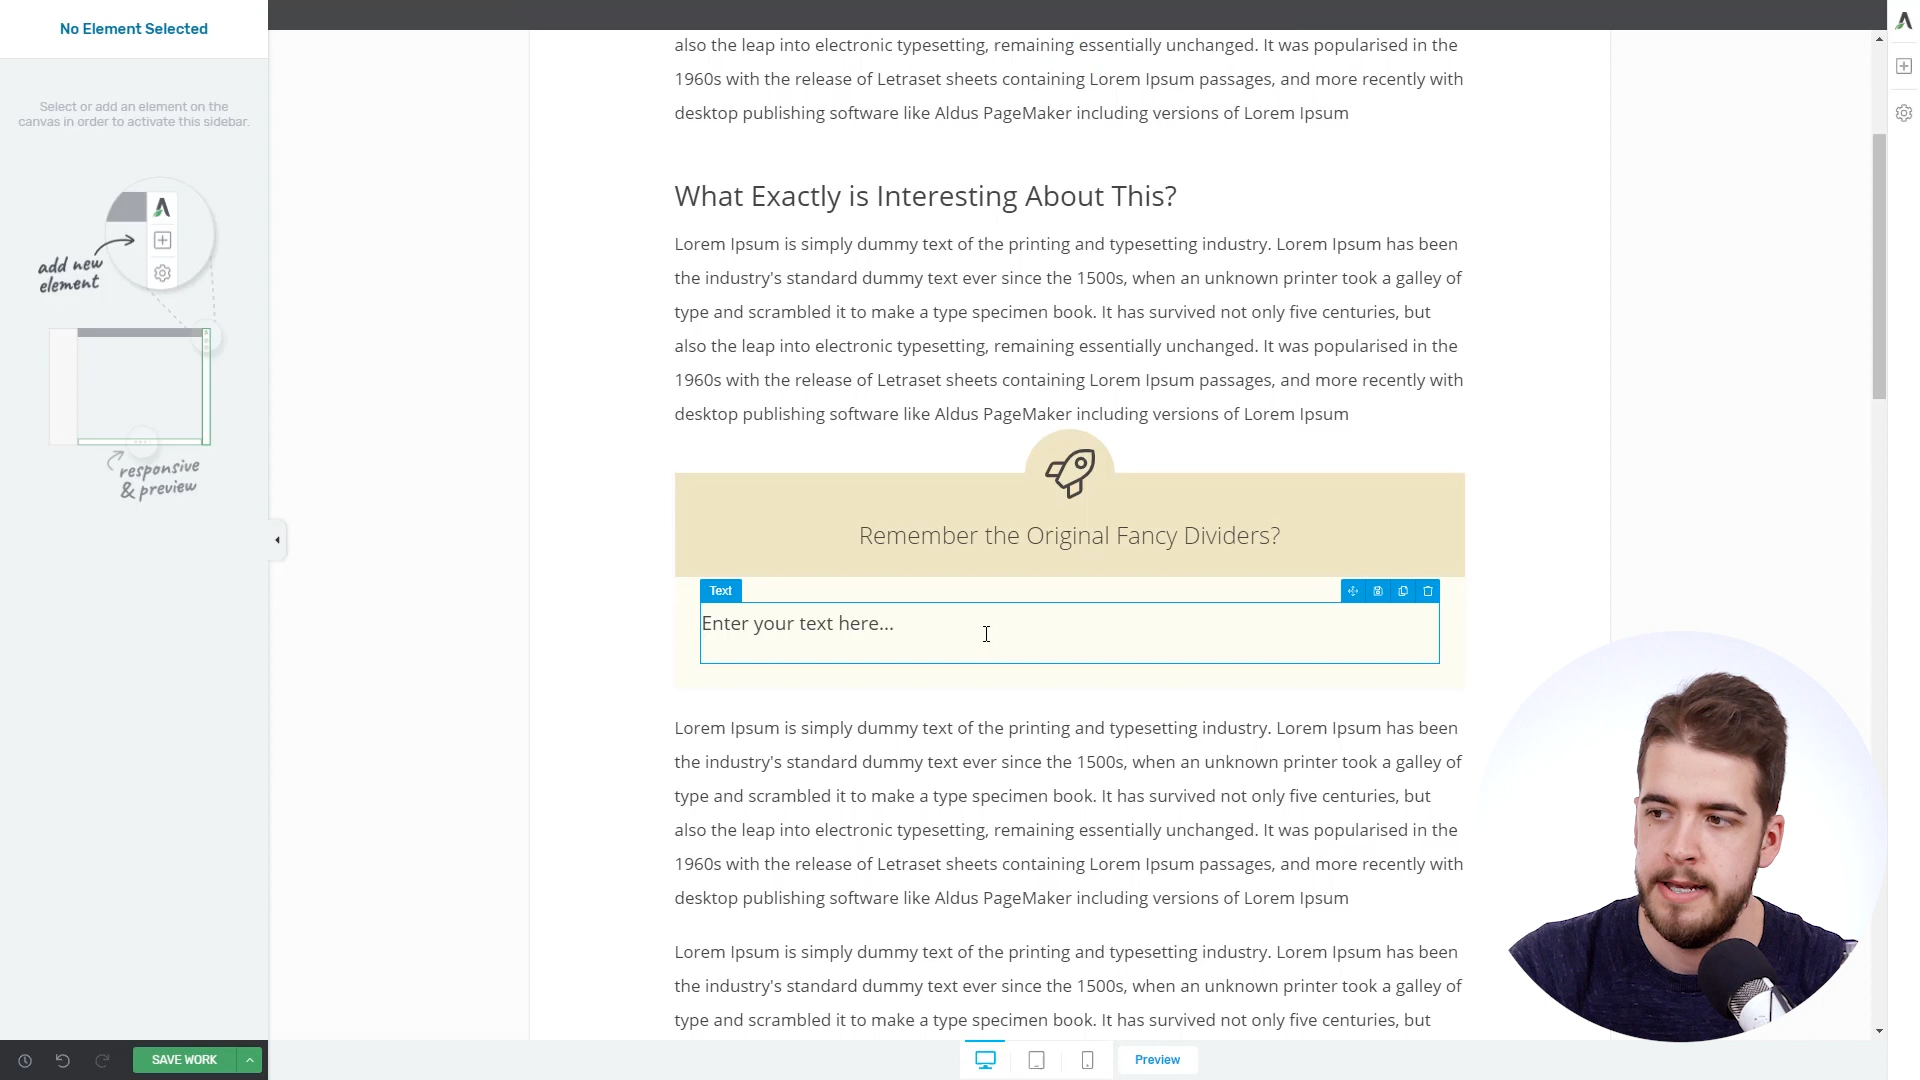 No Element Selected
Select or add an element on the
canvas in order to activate this sidebar.
add new
element
responsive
& preview
SAVE WORK
also the leap into electronic typesetting, remaining essentially unchanged. It was popularised in the
1960s with the release of Letraset sheets containing Lorem Ipsum passages, and more recently with
desktop publishing software like Aldus PageMaker including versions of Lorem Ipsum
What Exactly is Interesting About This?
Lorem Ipsum is simply dummy text of the printing and typesetting industry. Lorem Ipsum has been
the industry's standard dummy text ever since the 1500s, when an unknown printer took a galley of
type and scrambled it to make a type specimen book. It has survived not only five centuries, but
also the leap into electronic typesetting, remaining essentially unchanged. It was popularised in the
1960s with the release of Letraset sheets containing Lorem Ipsum passages, and more recently with
desktop publishing software like Aldus PageMaker including versions of Lorem Ipsum
Remember the Original Fancy Dividers?
Text
Enter your text here...
Lorem Ipsum is simply dummy text of the printing and typesetting industry. Lorem Ipsum has been
the industry's standard dummy text ever since the 1500s, when an unknown printer took a galley of
type and scrambled it to make a type specimen book. It has survived not only five centuries, but
also the leap into electronic typesetting, remaining essentially unchanged. It was popularised in the
1960s with the release of Letraset sheets containing Lorem Ipsum passages, and more recently with
desktop publishing software like Aldus PageMaker including versions of Lorem Ipsum
Lorem Ipsum is simply dummy text of the printing and typesetting industry. Lorem Ipsum has been
the industry's standard dummy text ever since the 1500s, when an unknown printer took a galley of
type and scrambled it to make a type specimen book. It has survived not only five centuries, but
Preview